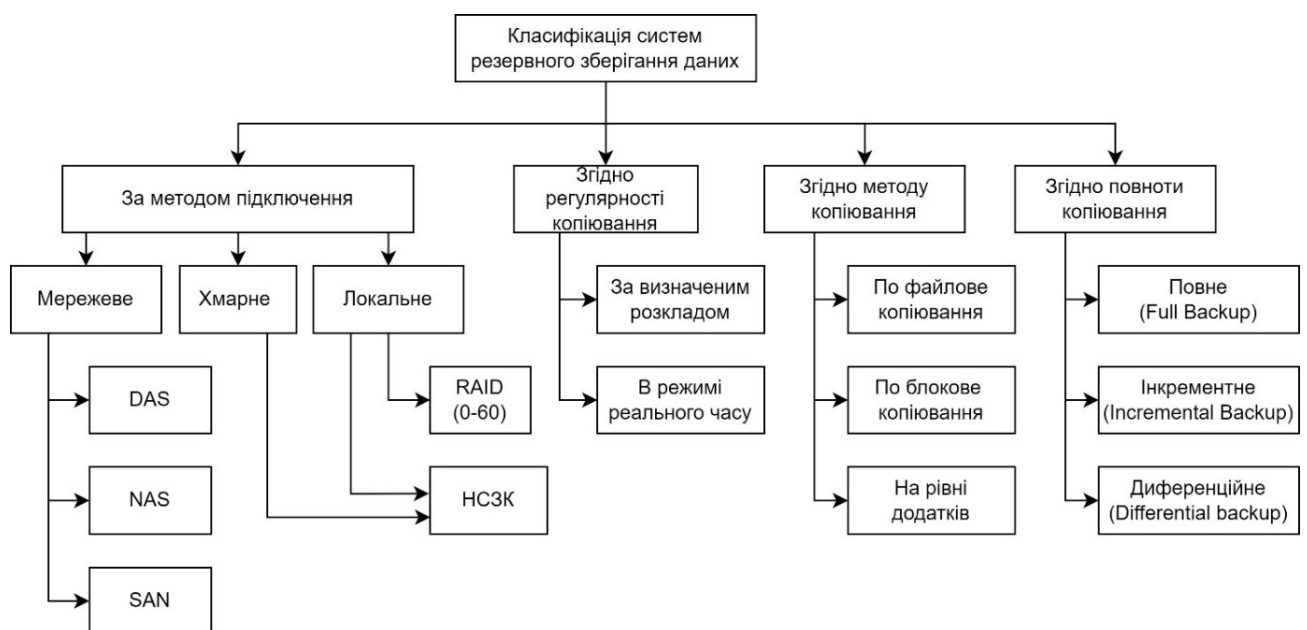 Класифікація систем
резервного зберігання даних
За методом підключення
Згідно
регулярності
копіювання
Згідно методу
копіювання
Згідно повноти
копіювання
Мережеве
Хмарне
Локальне
За визначеним
розкладом
По файлове
копіювання
Повне
(Full Backup)
DAS
RAID
(0-60)
В режимі
реального часу
По блокове
копіювання
Інкрементне
(Incremental Backup)
NAS
НСЗК
На рівні
додатків
Диференційне
(Differential backup)
SAN